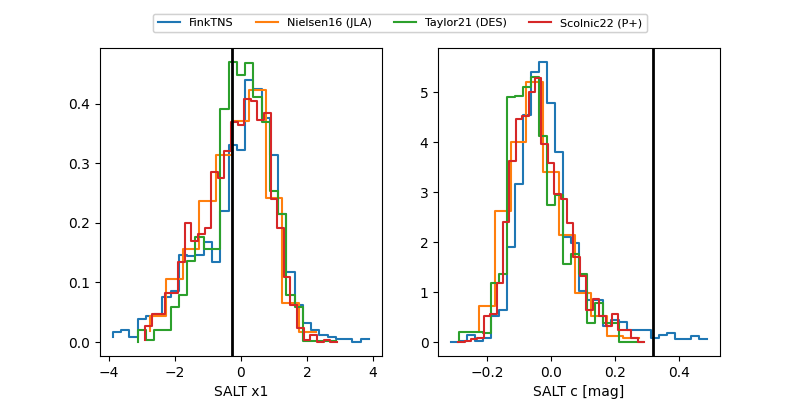 FinkTNS Nielsen16 (JLA) Taylor21 (DES) Scolnic22 (P+)
0.4
0.3
0.2
0.1
0.0
−4 −2 0 2 4
SALT x1
5
4
3
2
1
0
−0.2 0.0 0.2 0.4
SALT c [mag]